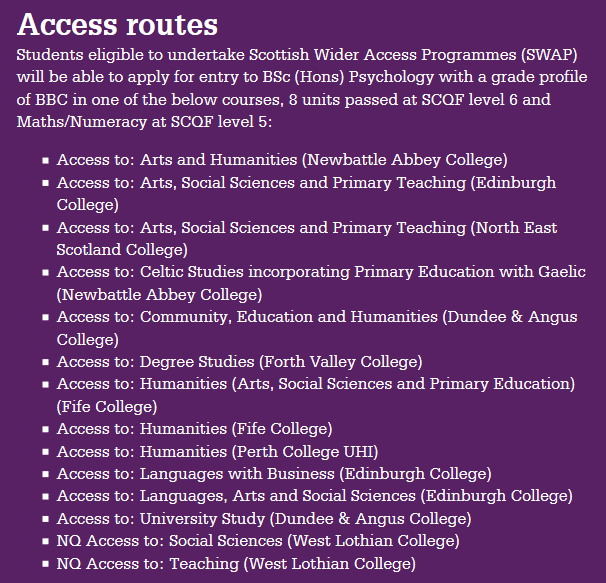 Access routes
Students eligible to undertake Scottish Wider Access Programmes (SWAP)
will be able to apply for entry to BSc (Hons) Psychology with a grade profile
of BBC in one of the below courses, 8 units passed at SCQF level 6 and
Maths/Numeracy at SCQF level 5:
Access to: Arts and Humanities (Newbattle Abbey College)
Access to: Arts, Social Sciences and Primary Teaching (Edinburgh
College)
Access to: Arts, Social Sciences and Primary Teaching (North East
Scotland College)
Access to: Celtic Studies incorporating Primary Education with Gaelic
(Newbattle Abbey College)
Access to: Community, Education and Humanities (Dundee & Angus
College)
Access to: Degree Studies (Forth Valley College)
Access to: Humanities (Arts, Social Sciences and Primary Education)
(Fife College)
Access to: Humanities (Fife College)
Access to: Humanities (Perth College UHI)
Access to: Languages with Business (Edinburgh College)
Access to: Languages, Arts and Social Sciences (Edinburgh College)
Access to: University Study (Dundee & Angus College)
NQ Access to: Social Sciences (West Lothian College)
NQ Access to: Teaching (West Lothian College)